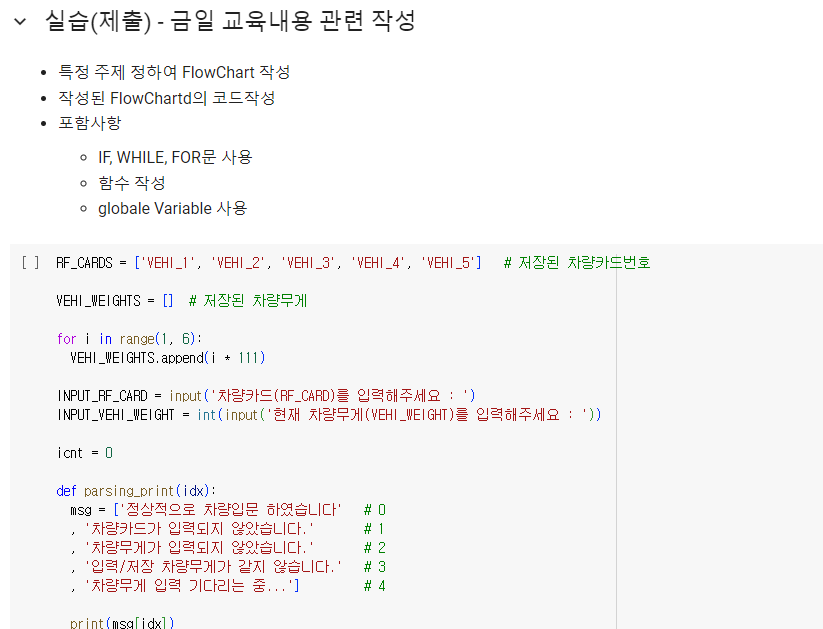 실습(제출) - 금일 교육내용 관련 작성
특정 주제 정하여 FlowChart 작성
작성된 FlowChartd의 코드작성
포함사항
IF, WHILE, FOR문 사용
함수 작성
globale Variable 사용
[ ] RF_CARDS = ['VEHI_1', 'VEHI_2', 'VEHI_3', 'VEHI_4', 'VEHI_5']   # 저장된 차량카드번호
VEHI_WEIGHTS = []  # 저장된 차량무게
for i in range(1, 6):
  VEHI_WEIGHTS.append(i * 111)
INPUT_RF_CARD = input('차량카드(RF_CARD)를 입력해주세요 : ')
INPUT_VEHI_WEIGHT = int(input('현재 차량무게(VEHI_WEIGHT)를 입력해주세요 : '))
icnt = 0
def parsing_print(idx):
  msg = ['정상적으로 차량입문 하였습니다'   # 0
  , '차량카드가 입력되지 않았습니다.'       # 1
  , '차량무게가 입력되지 않았습니다.'       # 2
  , '입력/저장 차량무게가 같지 않습니다.'   # 3
  , '차량무게 입력 기다리는 중...']         # 4
  print(msg[idx])